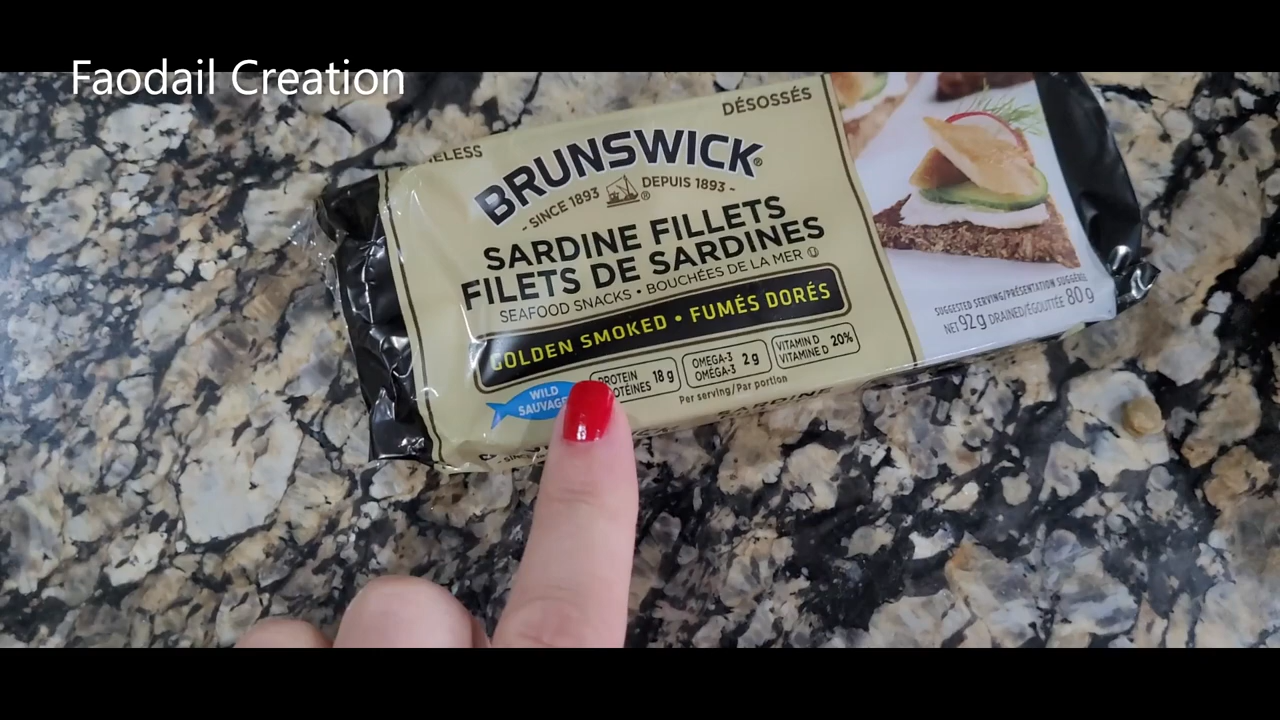 Faodail Creation
DÉSOSSÉS
BRUNSWICK®
- SINCE 1893 ® DEPUIS 1893 -
SARDINE FILLETS
FILETS DE SARDINES
SEAFOOD SNACKS • BOUCHÉES DE LA MER
GOLDEN SMOKED • FUMÉS DORÉS
WILD
SAUVAGE
PROTEIN 18 g
OMEGA-3 2 g
OMÉGA-3
VITAMIN D 20%
VITAMINE D
Per serving/Par portion
SARDINE
SUGGESTED SERVING/PRÉSENTATION SUGGÉRÉE
NET 92 g DRAINED/ÉGOUTTÉE 80 g